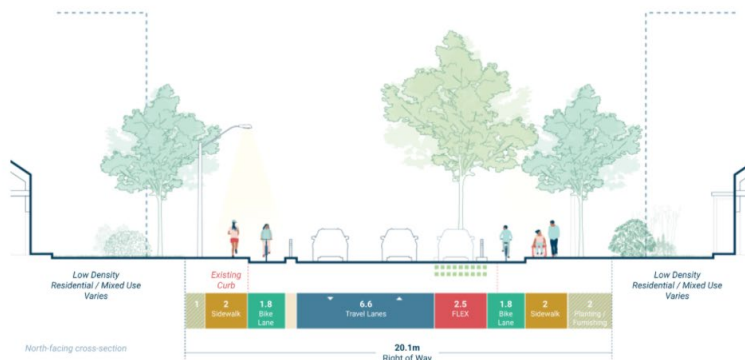 Low Density
Residential / Mixed Use
Varies
Existing
Curb
Low Density
Residential / Mixed Use
Varies
1
2
Sidewalk
1.8
Bike
Lane
6.6
Travel Lanes
2.5
FLEX
1.8
Bike
Lane
2
Sidewalk
2
Planting /
Furnishing
North-facing cross-section
20.1m
Right of Way